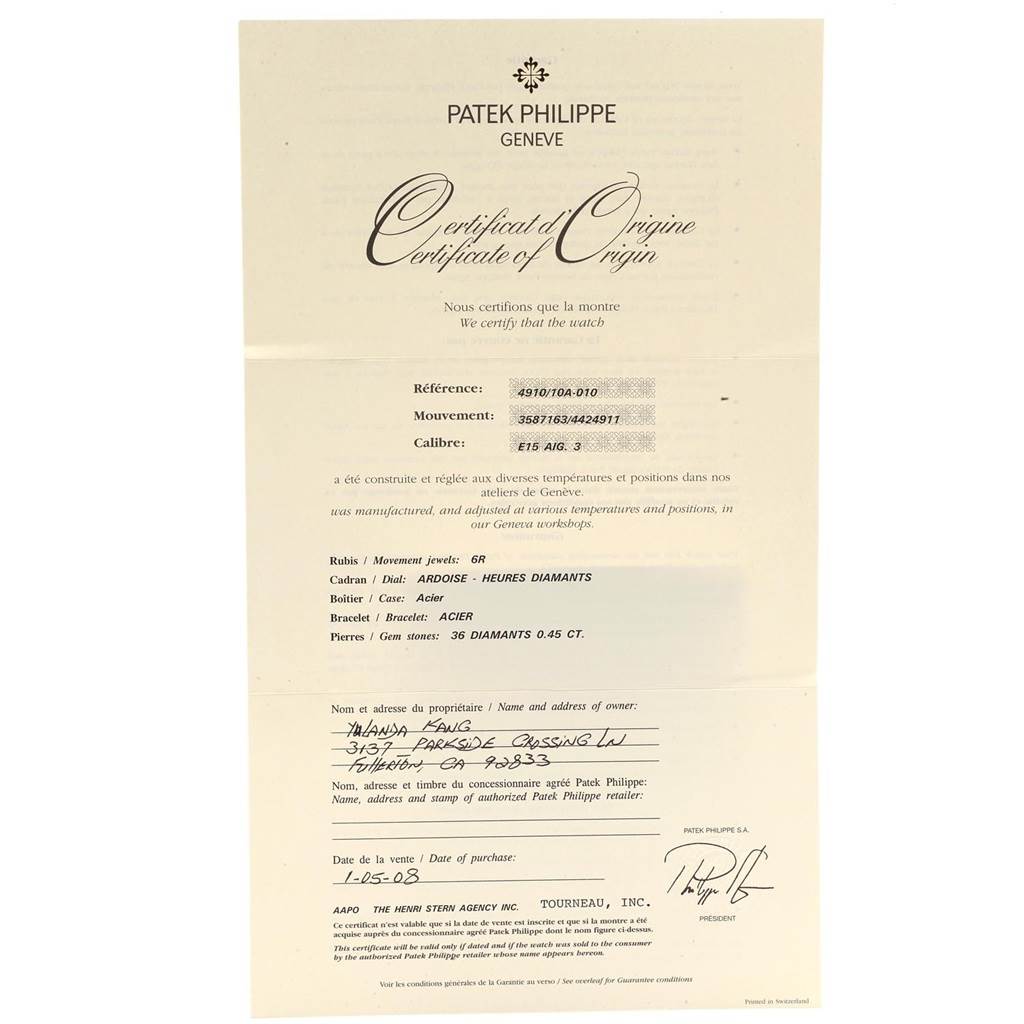 PATEK PHILIPPE
GENEVE
Certificat d'Origine
Certificate of Origin
Nous certifions que la montre
We certify that the watch
Référence: 4910/10A-010
Mouvement: 3587163/4424911
Calibre: E15 AIG. 3
a été construite et réglée aux diverses températures et positions dans nos
ateliers de Genève.
was manufactured, and adjusted at various temperatures and positions, in
our Geneva workshops.
Rubis / Movement jewels: 6R
Cadran / Dial: ARDOISE - HEURES DIAMANTS
Boîtier / Case: Acier
Bracelet / Bracelet: ACIER
Pierres / Gem stones: 36 DIAMANTS 0.45 CT.
Nom et adresse du propriétaire / Name and address of owner:
YULANDA KANG
3137 PARKSIDE CROSSING LN
FULLERTON, CA 92833
Nom, adresse et timbre du concessionnaire agréé Patek Philippe:
Name, address and stamp of authorized Patek Philippe retailer:
PATEK PHILIPPE S.A.
Date de la vente / Date of purchase:
1-05-08
AAPO THE HENRI STERN AGENCY INC. TOURNEAU, INC.
PRÉSIDENT
Ce certificat n'est valable que si la date de vente est inscrite et que si la montre a été
acquise auprès du concessionnaire agréé Patek Philippe dont le nom figure ci-dessus.
This certificate will be valid only if dated and if the watch was sold to the consumer
by the authorized Patek Philippe retailer whose name appears hereon.
Voir les conditions générales de la Garantie au verso / See overleaf for Guarantee conditions
Printed in Switzerland